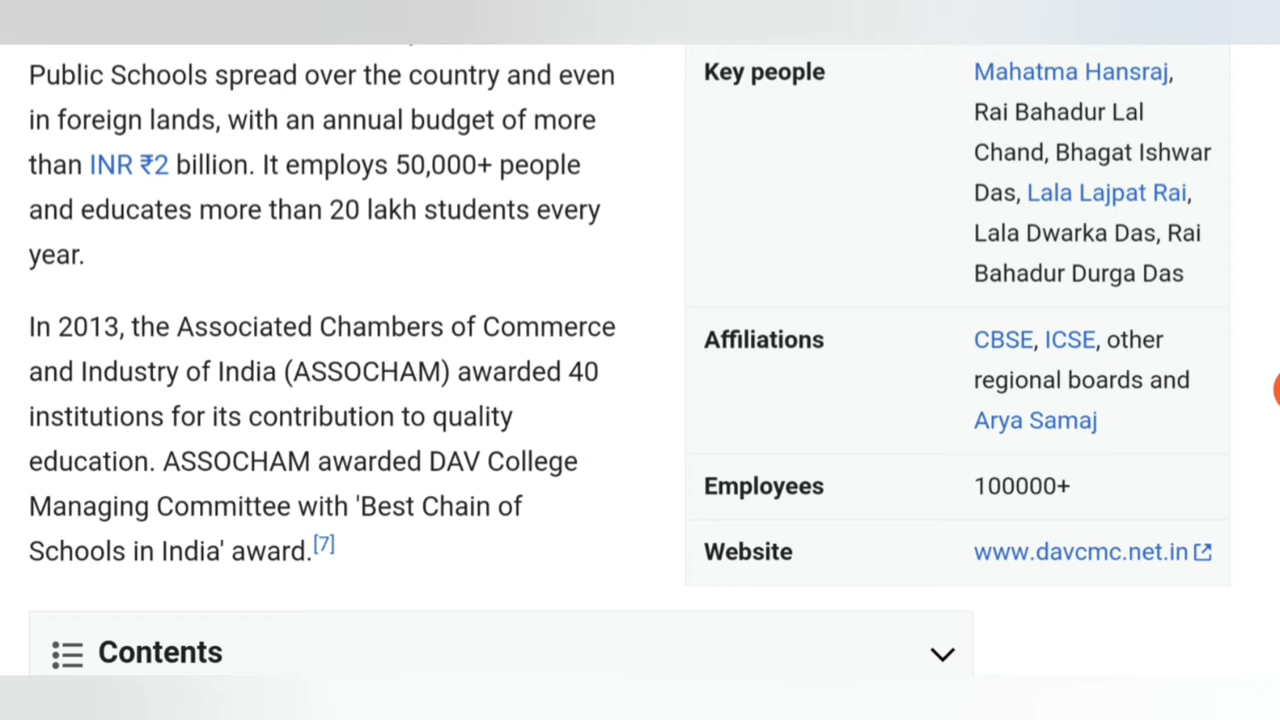 Public Schools spread over the country and even
in foreign lands, with an annual budget of more
than INR ₹2 billion. It employs 50,000+ people
and educates more than 20 lakh students every
year.
In 2013, the Associated Chambers of Commerce
and Industry of India (ASSOCHAM) awarded 40
institutions for its contribution to quality
education. ASSOCHAM awarded DAV College
Managing Committee with 'Best Chain of
Schools in India' award.[7]
Key people
Mahatma Hansraj,
Rai Bahadur Lal
Chand, Bhagat Ishwar
Das, Lala Lajpat Rai,
Lala Dwarka Das, Rai
Bahadur Durga Das
Affiliations
CBSE, ICSE, other
regional boards and
Arya Samaj
Employees
100000+
Website
www.davcmc.net.in
Contents